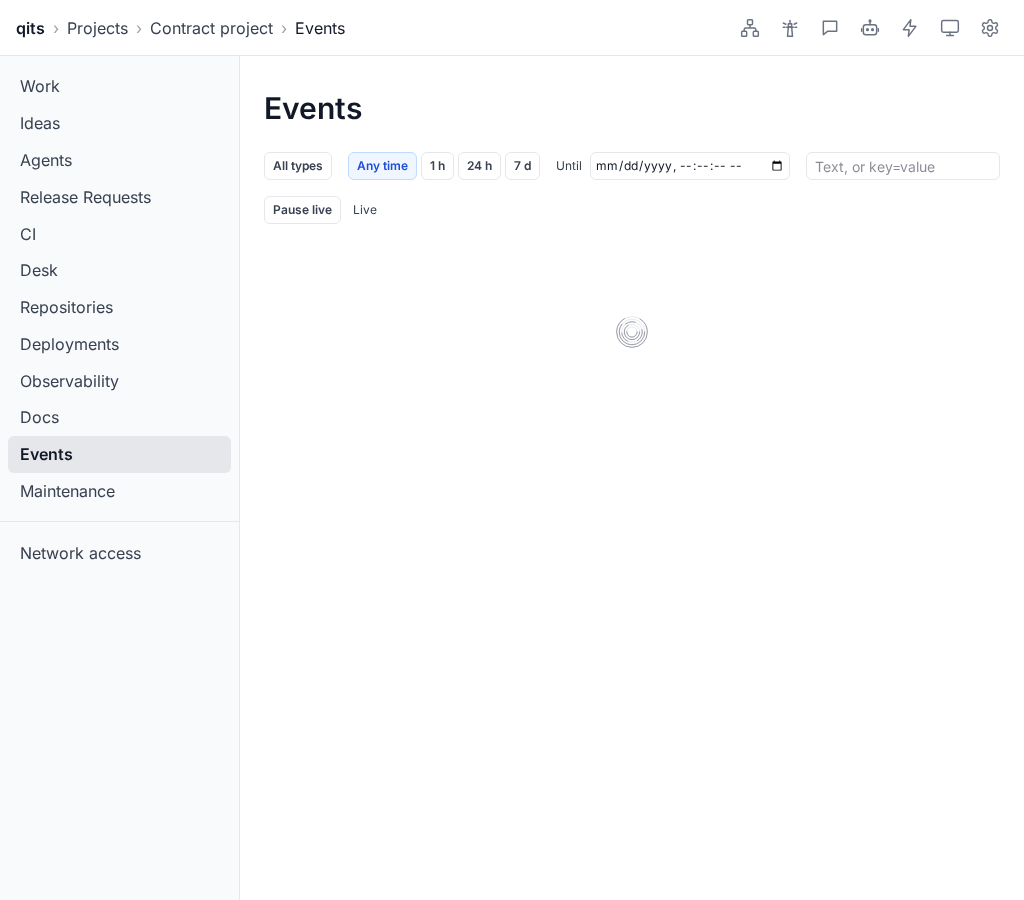 qits › Projects › Contract project › Events
Work
Ideas
Agents
Release Requests
CI
Desk
Repositories
Deployments
Observability
Docs
Events
Maintenance
Network access
Events
All types Any time 1 h 24 h 7 d Until mm/dd/yyyy, --:--:-- -- Text, or key=value
Pause live Live